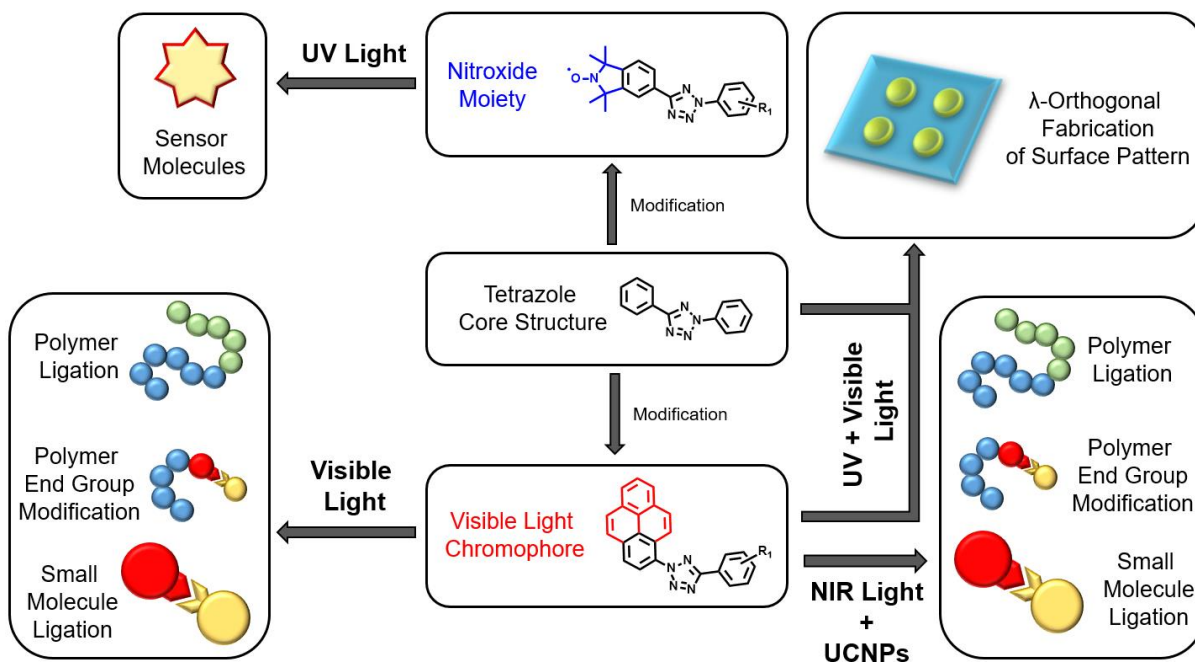 UV Light
Sensor
Molecules
Nitroxide
Moiety
•O-N
N
N=N
N
R1
λ-Orthogonal
Fabrication
of Surface Pattern
Modification
Tetrazole
Core Structure
N
N=N
N
Modification
UV + Visible
Light
Polymer
Ligation
Polymer
End Group
Modification
Small
Molecule
Ligation
Visible
Light
Visible Light
Chromophore
N
N
N=N
R1
NIR Light
+
UCNPs
Polymer
Ligation
Polymer
End Group
Modification
Small
Molecule
Ligation